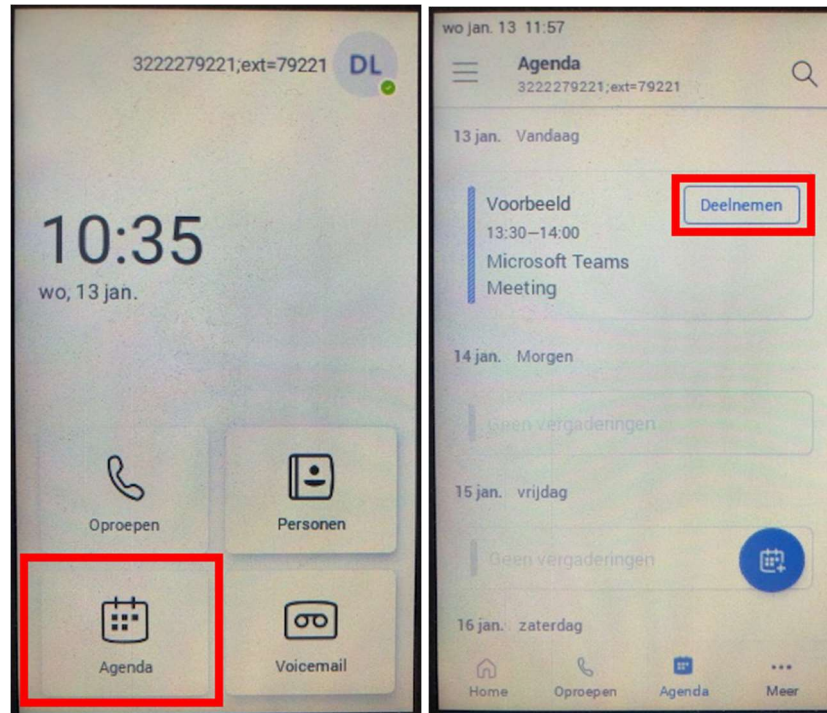 3222279221;ext=79221 DL
10:35
wo, 13 jan.
Oproepen
Personen
Agenda
Voicemail
wo jan. 13 11:57
Agenda
3222279221;ext=79221
13 jan. Vandaag
Voorbeeld
Deelnemen
13:30–14:00
Microsoft Teams
Meeting
14 jan. Morgen
Geen vergaderingen
15 jan. vrijdag
Geen vergaderingen
16 jan. zaterdag
Home
Oproepen
Agenda
Meer